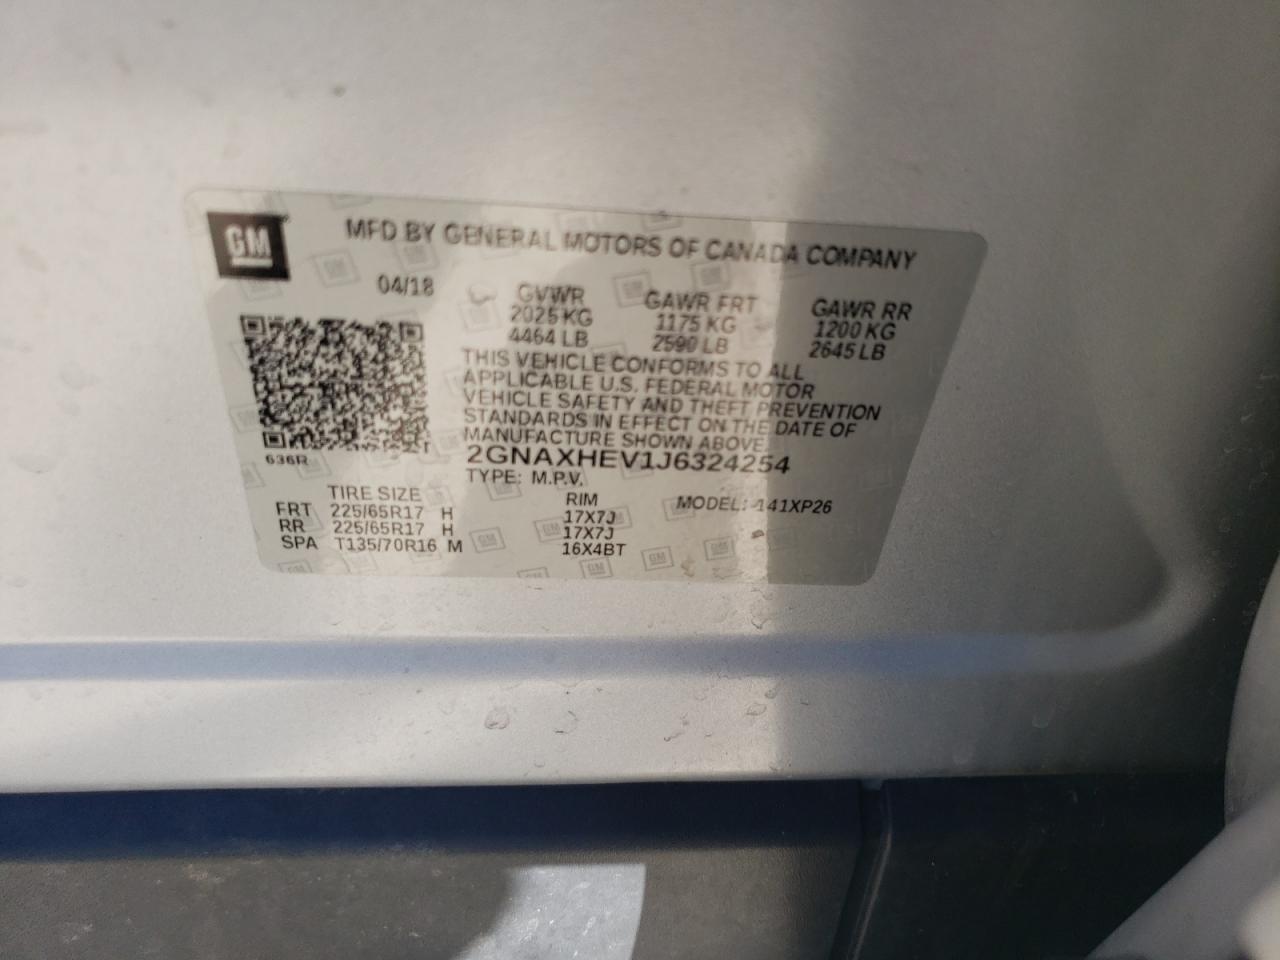 GM
MFD BY GENERAL MOTORS OF CANADA COMPANY
04/18
GVWR GAWR FRT GAWR RR
2025 KG 1175 KG 1200 KG
4464 LB 2590 LB 2645 LB
THIS VEHICLE CONFORMS TO ALL
APPLICABLE U.S. FEDERAL MOTOR
VEHICLE SAFETY AND THEFT PREVENTION
STANDARDS IN EFFECT ON THE DATE OF
MANUFACTURE SHOWN ABOVE
636R
2GNAXHEV1J6324254
TYPE: M.P.V.
TIRE SIZE RIM MODEL: 141XP26
FRT 225/65R17 H 17X7J
RR 225/65R17 H 17X7J
SPA T135/70R16 M 16X4BT